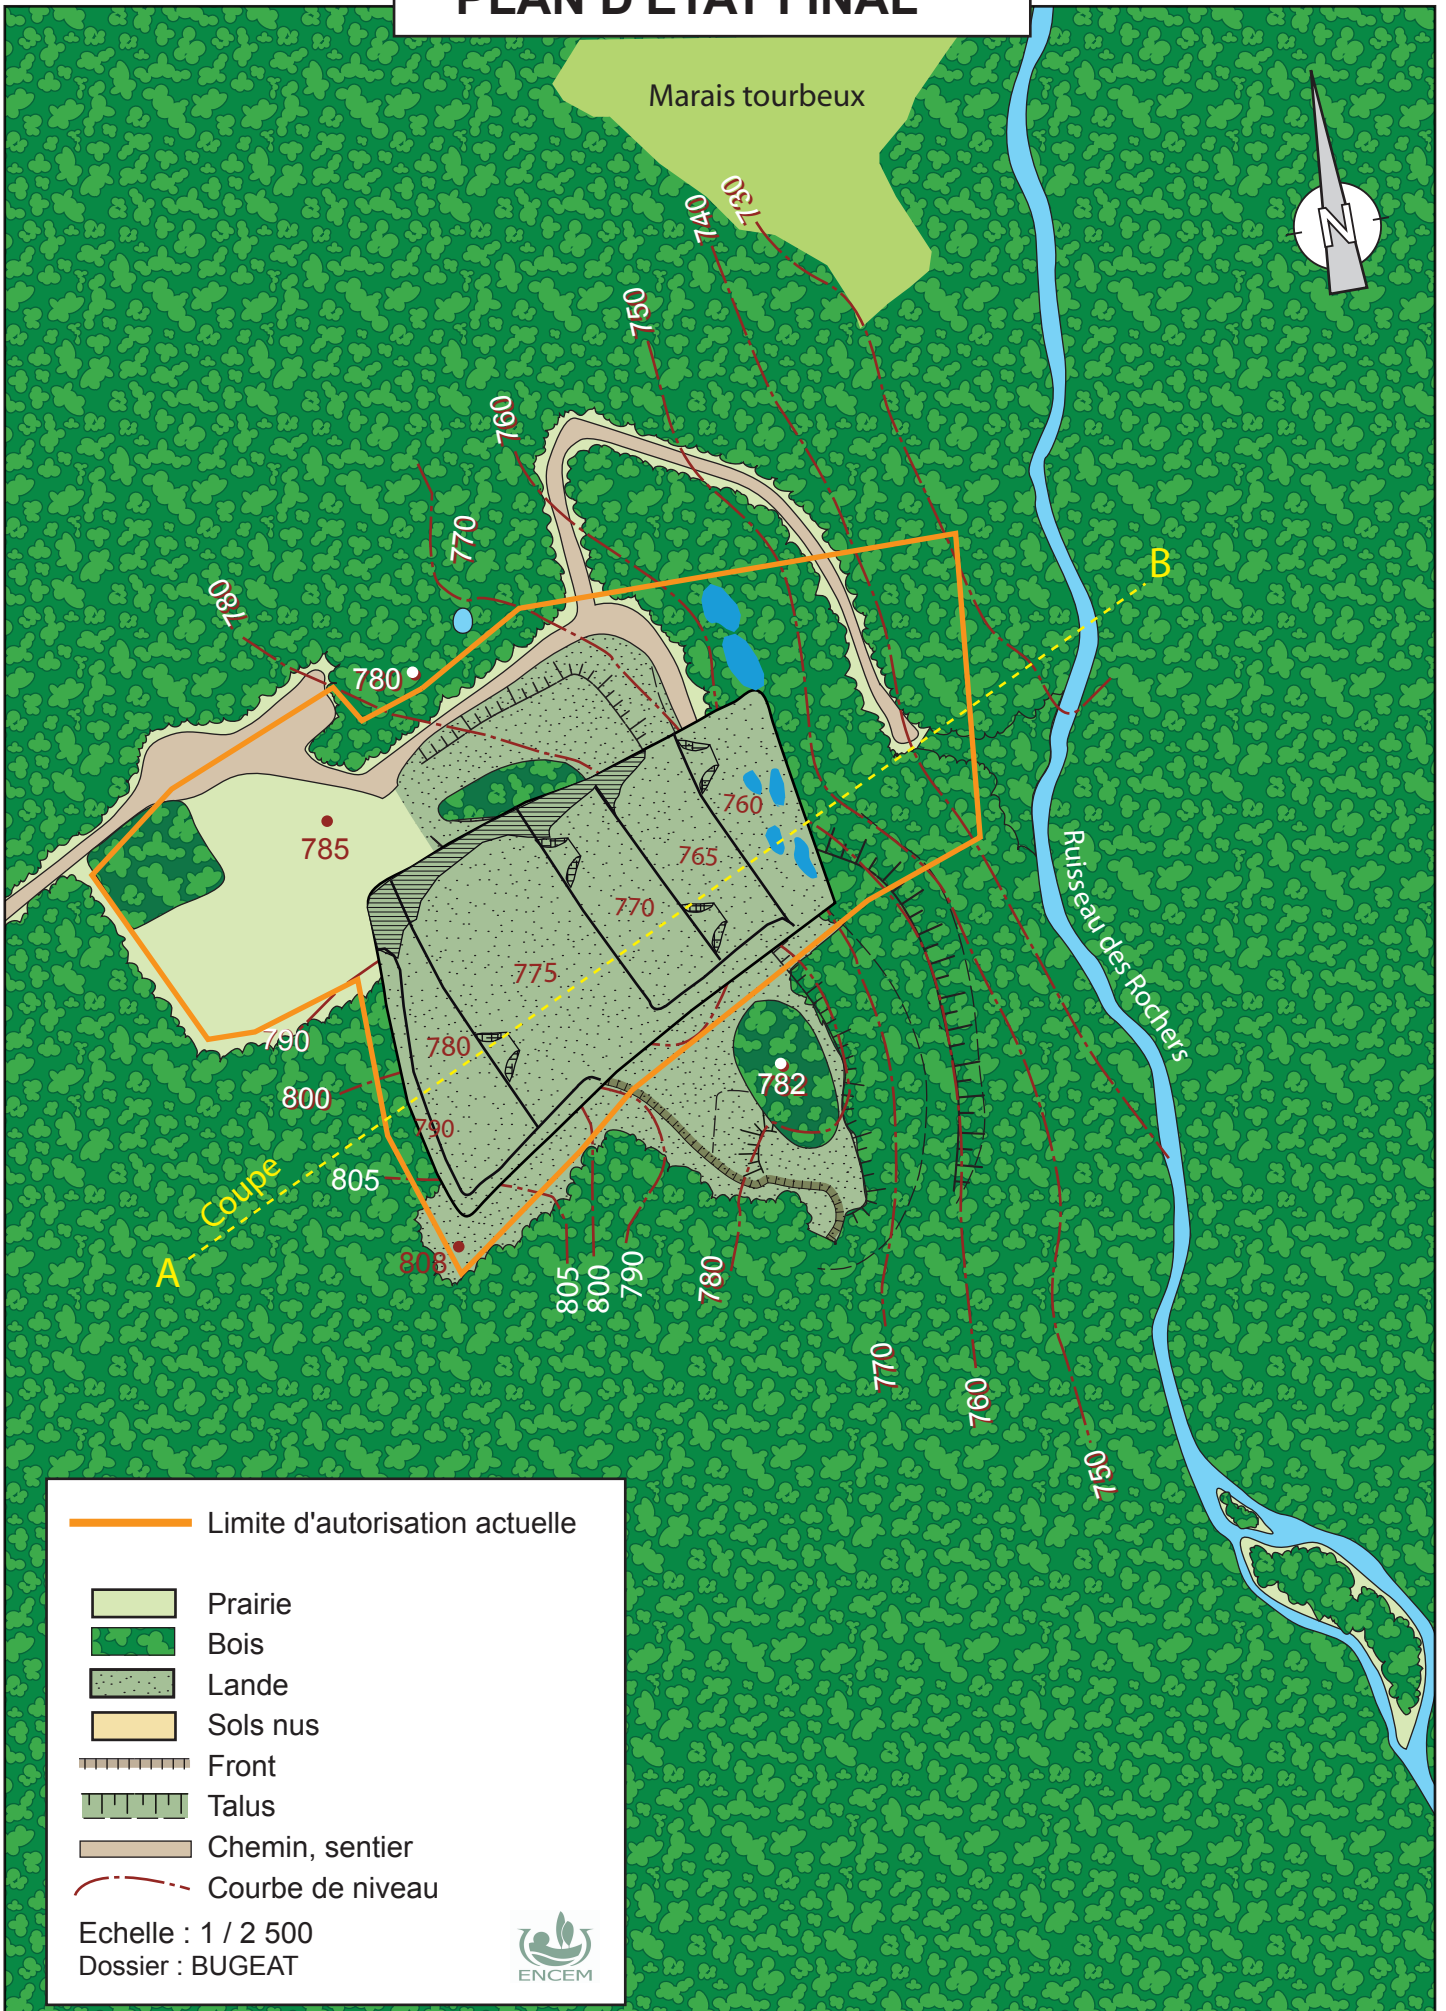 PLAN D'ETAT FINAL
Marais tourbeux
N
730
740
750
760
770
780
780
B
785
760
765
770
775
780
790
790
800
805
Coupe
A
808
782
Ruisseau des Rochers
805
800
790
780
770
760
750
Limite d'autorisation actuelle
Prairie
Bois
Lande
Sols nus
Front
Talus
Chemin, sentier
Courbe de niveau
Echelle : 1 / 2 500
Dossier : BUGEAT
ENCEM